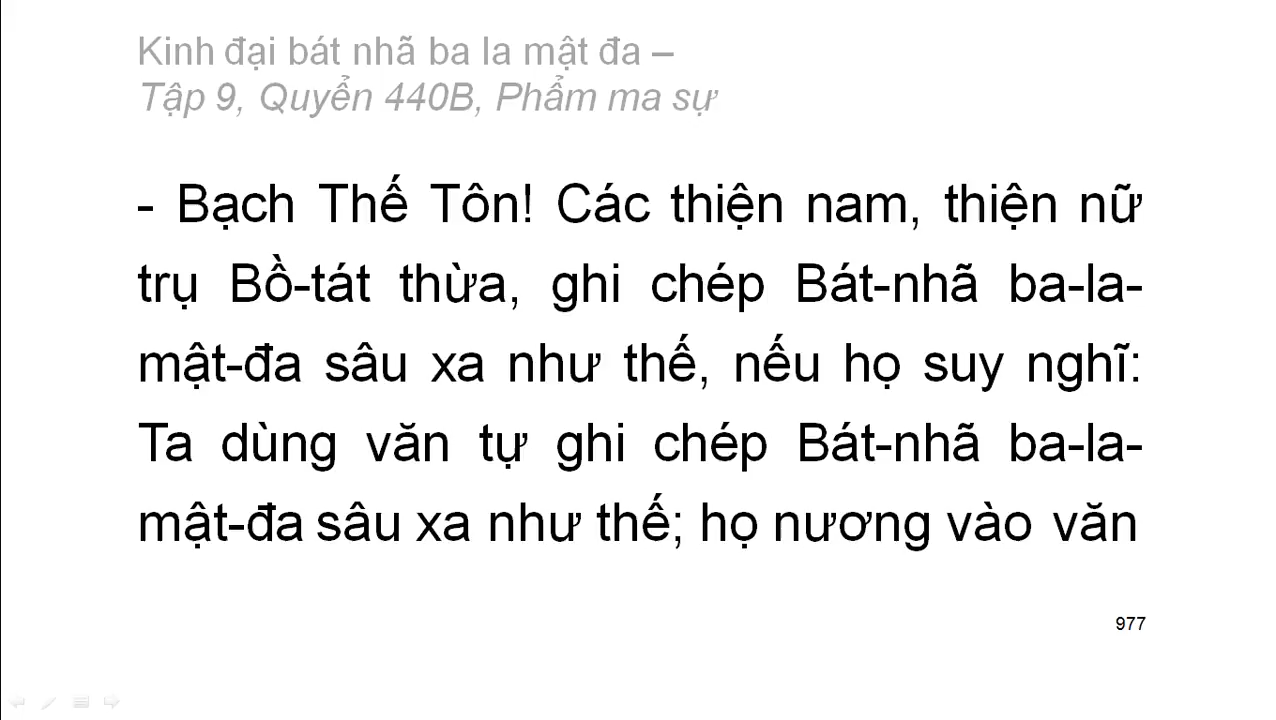 Kinh đại bát nhã ba la mật đa –
Tập 9, Quyển 440B, Phẩm ma sự
- Bạch Thế Tôn! Các thiện nam, thiện nữ
trụ Bồ-tát thừa, ghi chép Bát-nhã ba-la-
mật-đa sâu xa như thế, nếu họ suy nghĩ:
Ta dùng văn tự ghi chép Bát-nhã ba-la-
mật-đa sâu xa như thế; họ nương vào văn
977